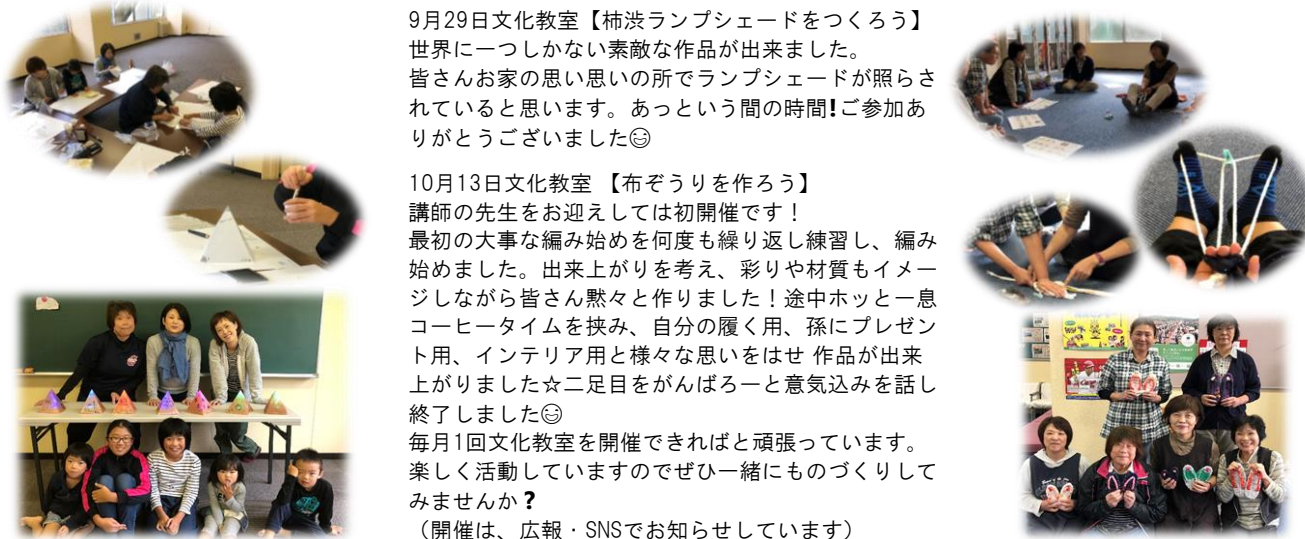 9月29日文化教室【柿渋ランプシェードをつくろう】
世界に一つしかない素敵な作品が出来ました。
皆さんお家の思い思いの所でランプシェードが照らさ
れていると思います。あっという間の時間!ご参加あ
りがとうございました😄
10月13日文化教室 【布ぞうりを作ろう】
講師の先生をお迎えしては初開催です!
最初の大事な編み始めを何度も繰り返し練習し、編み
始めました。出来上がりを考え、彩りや材質もイメー
ジしながら皆さん黙々と作りました!途中ホッと一息
コーヒータイムを挟み、自分の履く用、孫にプレゼン
ト用、インテリア用と様々な思いをはせ 作品が出来
上がりました☆二足目をがんばろーと意気込みを話し
終了しました😄
毎月1回文化教室を開催できればと頑張っています。
楽しく活動していますのでぜひ一緒にものづくりして
みませんか?
(開催は、広報・SNSでお知らせしています)